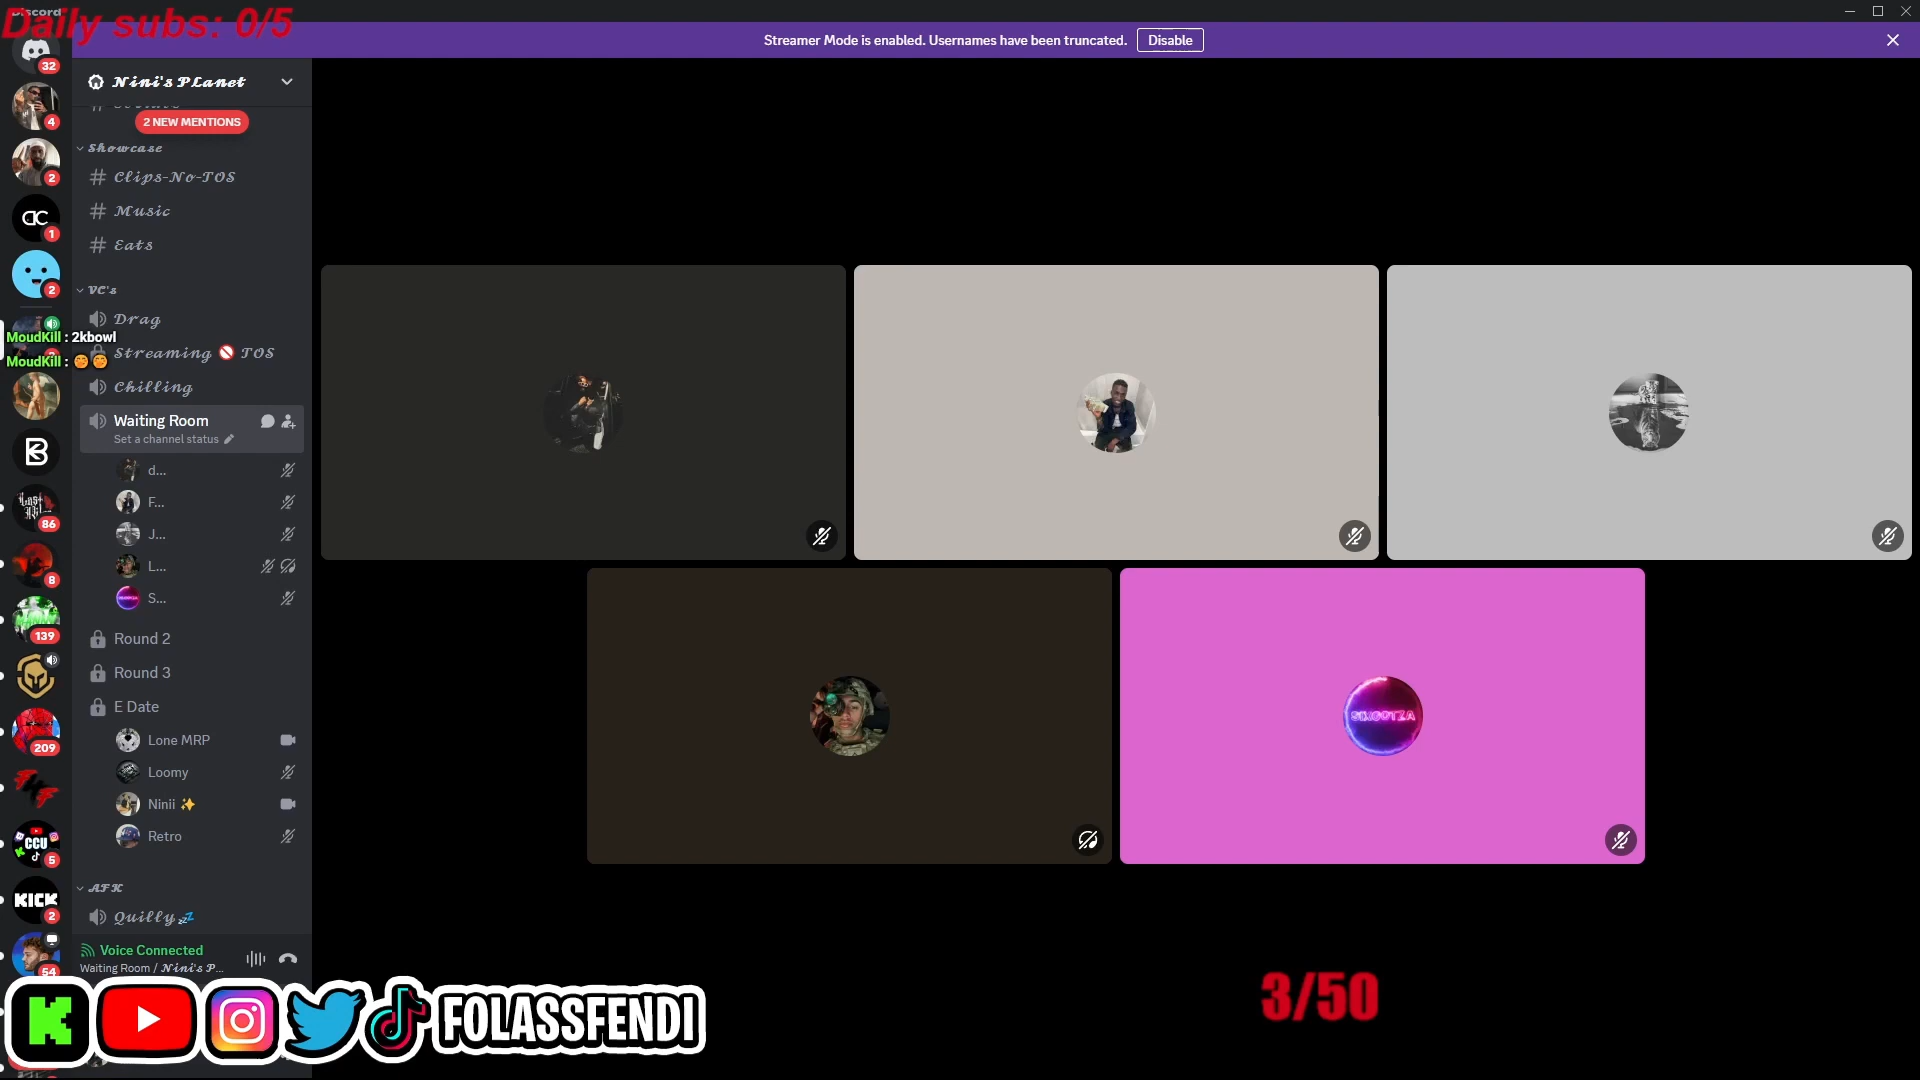 Discord
Daily subs: 0/5
Streamer Mode is enabled. Usernames have been truncated.
Disable
32
4
2
1
2
86
8
139
209
5
2
54
CCU
KICK
Nini's PLanet
2 NEW MENTIONS
Showcase
Clips-No-TOS
Music
Eats
VC's
Drag
MoudKill : 2kbowl
Streaming 🚫 TOS
MoudKill : 🤭🤭
Chilling
Waiting Room
Set a channel status
d...
F...
J...
L...
S...
Round 2
Round 3
E Date
Lone MRP
Loomy
Ninii ✨
Retro
AFK
Quilly💤
Voice Connected
Waiting Room / Nini's P...
SMOOTZA
FOLASSFENDI
3/50